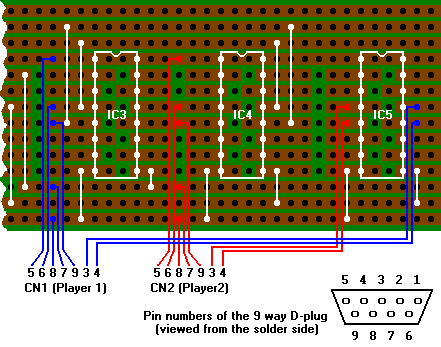 IC3 IC4 IC5
5 6 8 7 9 3 4 5 6 8 7 9 3 4
CN1 (Player 1) CN2 (Player2)
5 4 3 2 1
Pin numbers of the 9 way D-plug
(viewed from the solder side)
9 8 7 6